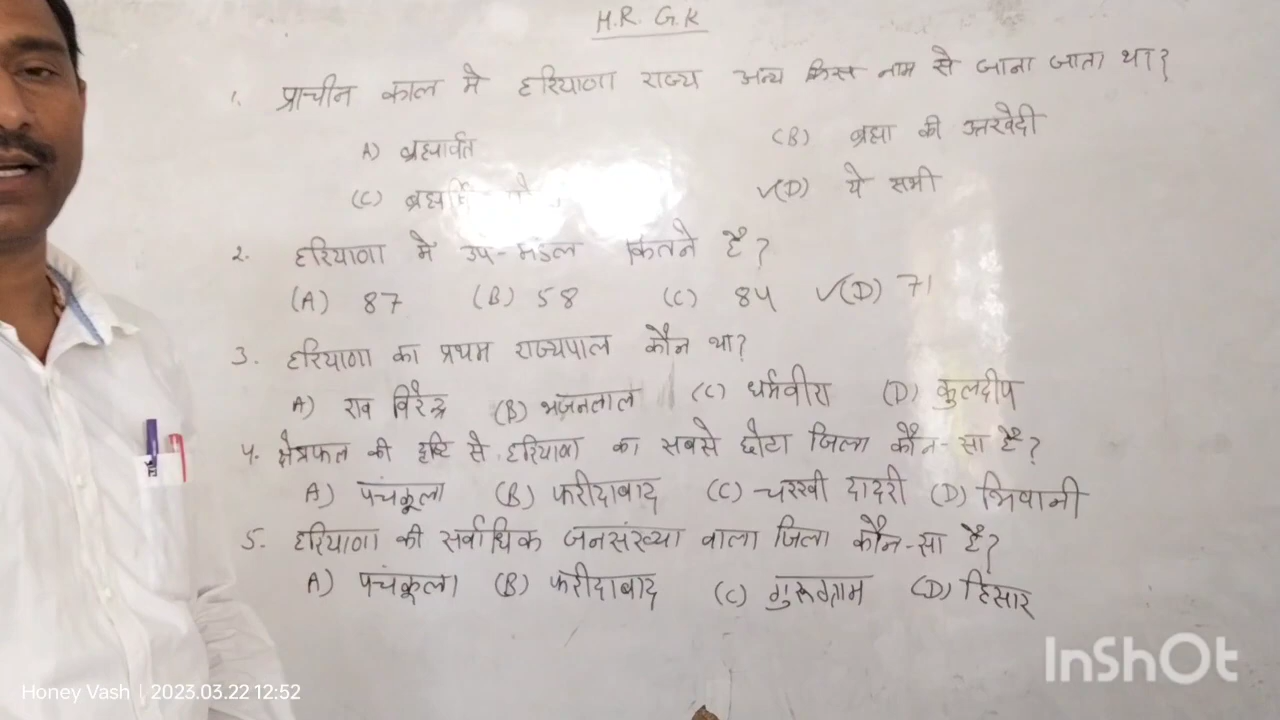 H.R. G.K
1. प्राचीन काल मे हरियाणा राज्य अन्य किस नाम से जाना जाता था?
A) ब्रह्मावर्त (B) ब्रह्मा की उत्तरवेदी
(C) (D) ये सभी
2. हरियाणा मे उप-मंडल कितने है?
(A) 87 (B) 58 (C) 84 (D) 71
3. हरियाणा का प्रथम राज्यपाल कौन था?
A) राव विरेन्द्र (B) भजनलाल (C) धर्मवीरा (D) कुलदीप
4. क्षेत्रफल की दृष्टि से हरियाणा का सबसे छोटा जिला कौन-सा है?
A) पचंकूला (B) फरीदाबाद (C) चरखी दादरी (D) भिवानी
5. हरियाणा की सर्वाधिक जनसंख्या वाला जिला कौन-सा है?
A) पचंकूला (B) फरीदाबाद (C) गुरूग्राम (D) हिसार
InShOt
Honey Vash | 2023.03.22 12:52